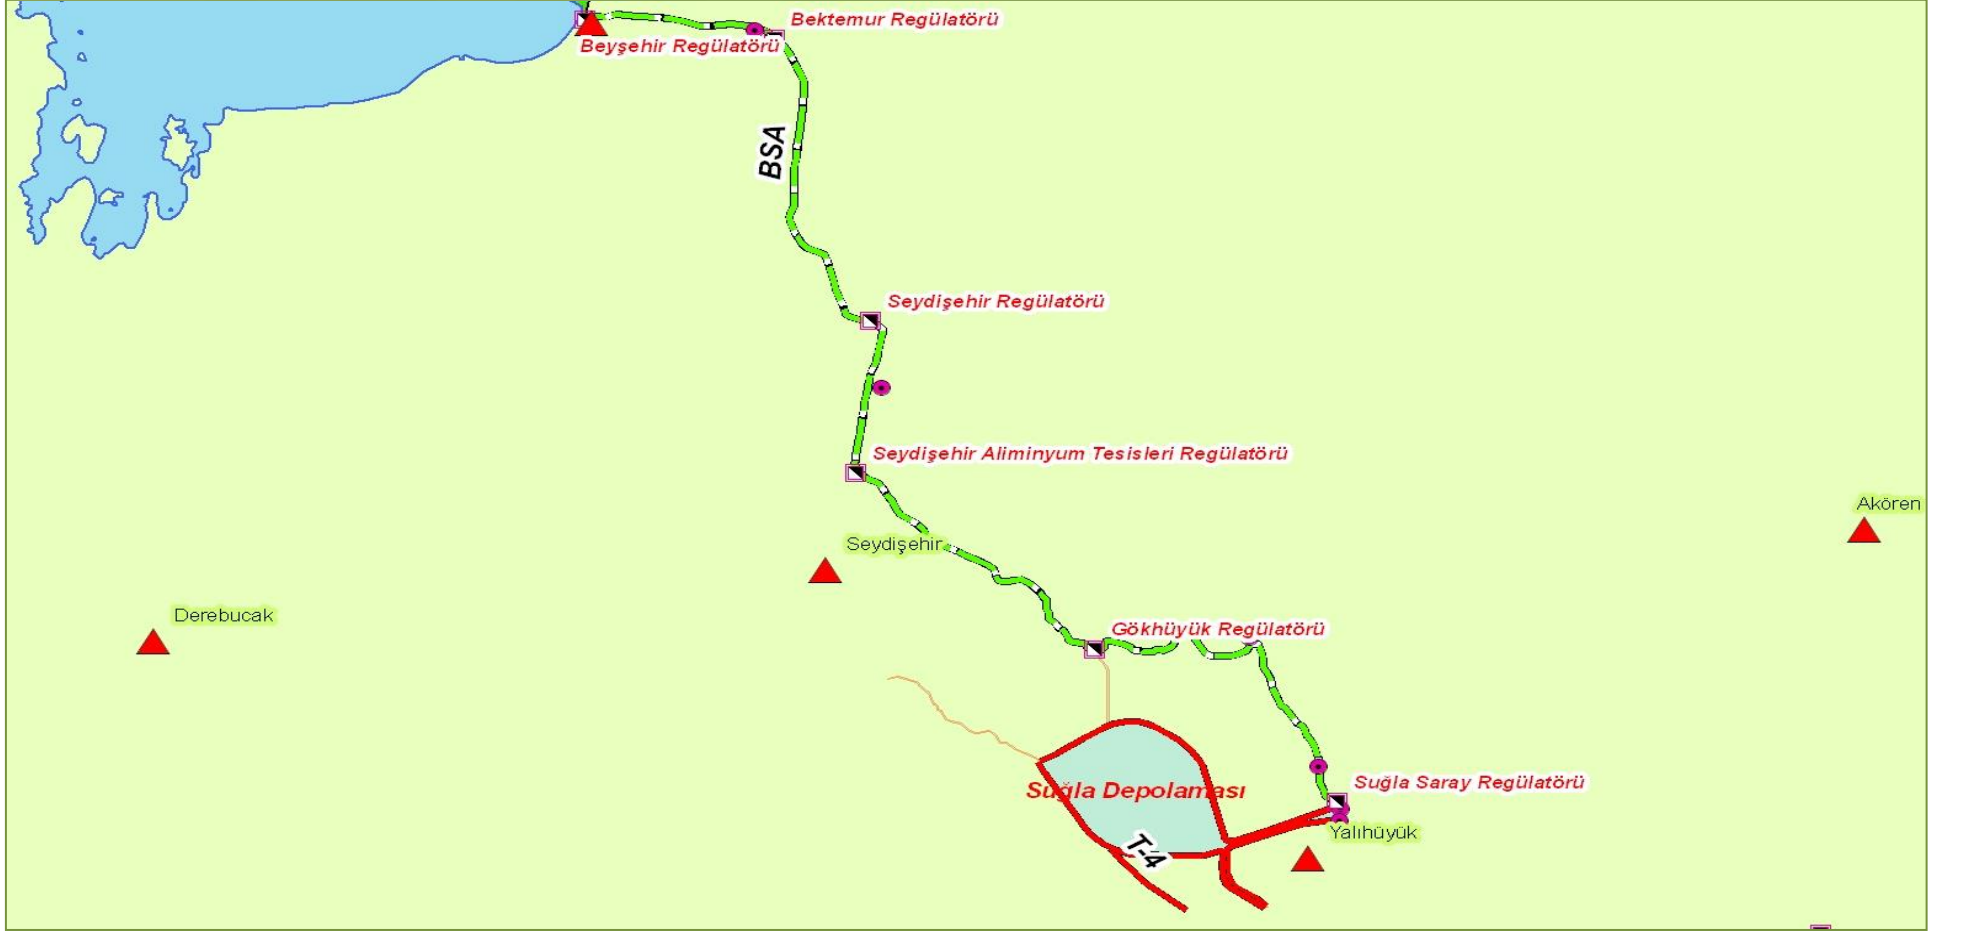 Bektemur Regülatörü
Beyşehir Regülatörü
BSA
Seydişehir Regülatörü
Seydişehir Aliminyum Tesisleri Regülatörü
Akören
Seydişehir
Derebucak
Gökhüyük Regülatörü
Suğla Saray Regülatörü
Suğla Depolaması
Yalıhüyük
T-4